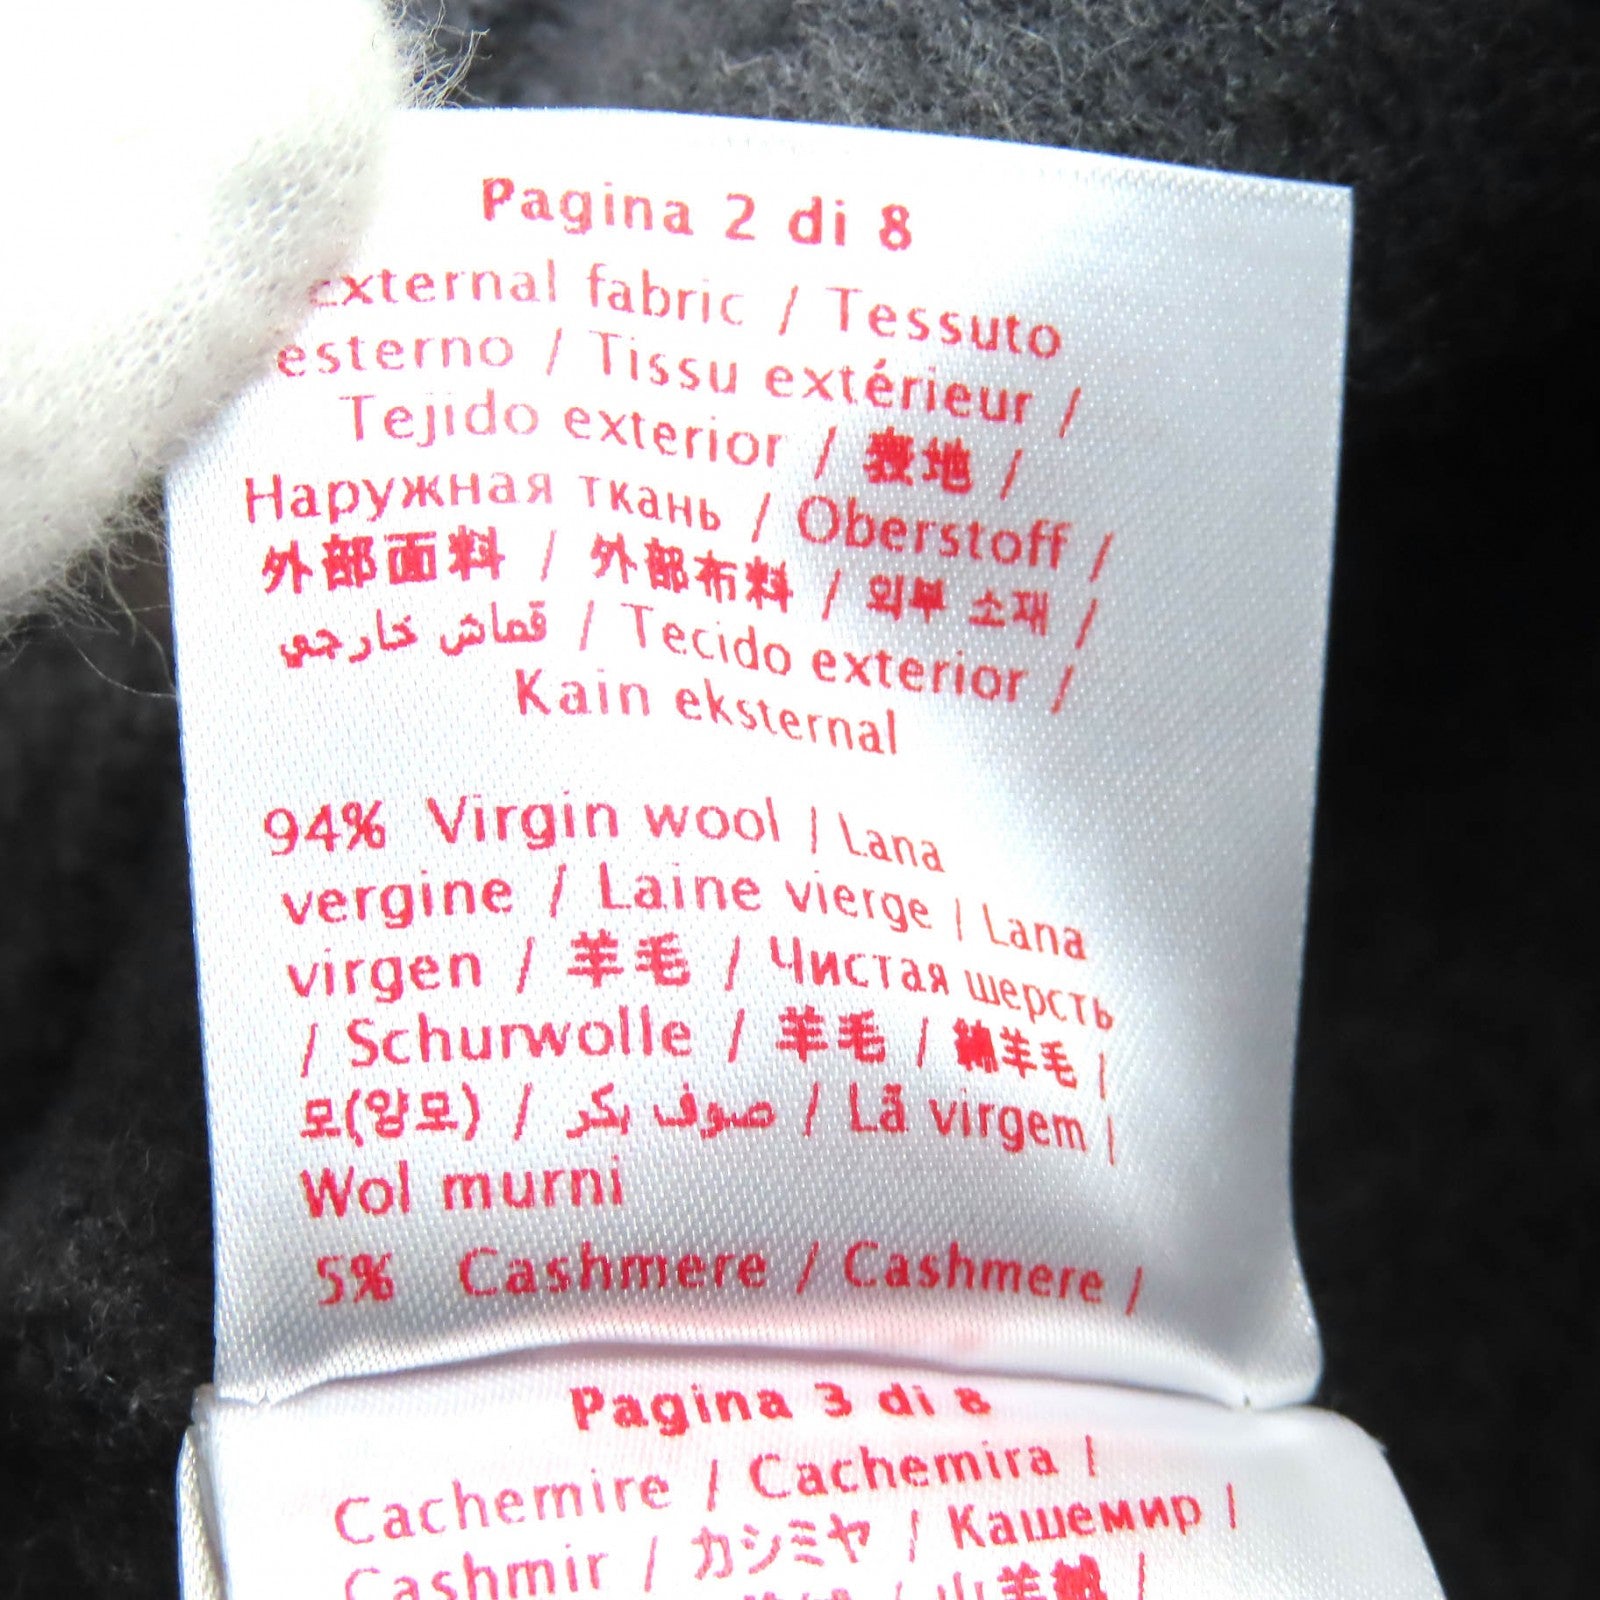 Pagina 2 di 8
external fabric / Tessuto
esterno / Tissu extérieur /
Tejido exterior / 表地 /
Наружная ткань / Oberstoff /
外部面料 / 外部布料 / 외부 소재 /
قماش خارجي / Tecido exterior /
Kain eksternal
94% Virgin wool / Lana
vergine / Laine vierge / Lana
virgen / 羊毛 / Чистая шерсть
/ Schurwolle / 羊毛 / 綿羊毛 /
모(양모) / صوف بكر / Lã virgem /
Wol murni
5% Cashmere / Cashmere /
Pagina 3 di 8
Cachemire / Cachemira /
Cashmir / カシミヤ / Кашемир /